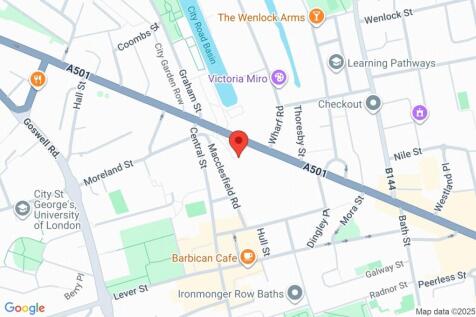 The Wenlock Arms
Wenlock St
Coombs St
City Road Basin
City Garden Row
Graham St
A501
Hall St
Victoria Miro
Learning Pathways
Checkout
Wharf Rd
Thoresby St
Goswell Rd
Moreland St
Central St
Macclesfield Rd
A501
Nile St
B144
Westland Pl
City St
George's,
University
of London
Berry Pl
Lever St
Barbican Cafe
Hull St
Dingley Pl
Mora St
Bath St
Galway St
Radnor St
Peerless St
Ironmonger Row Baths
Google
Map data ©2025